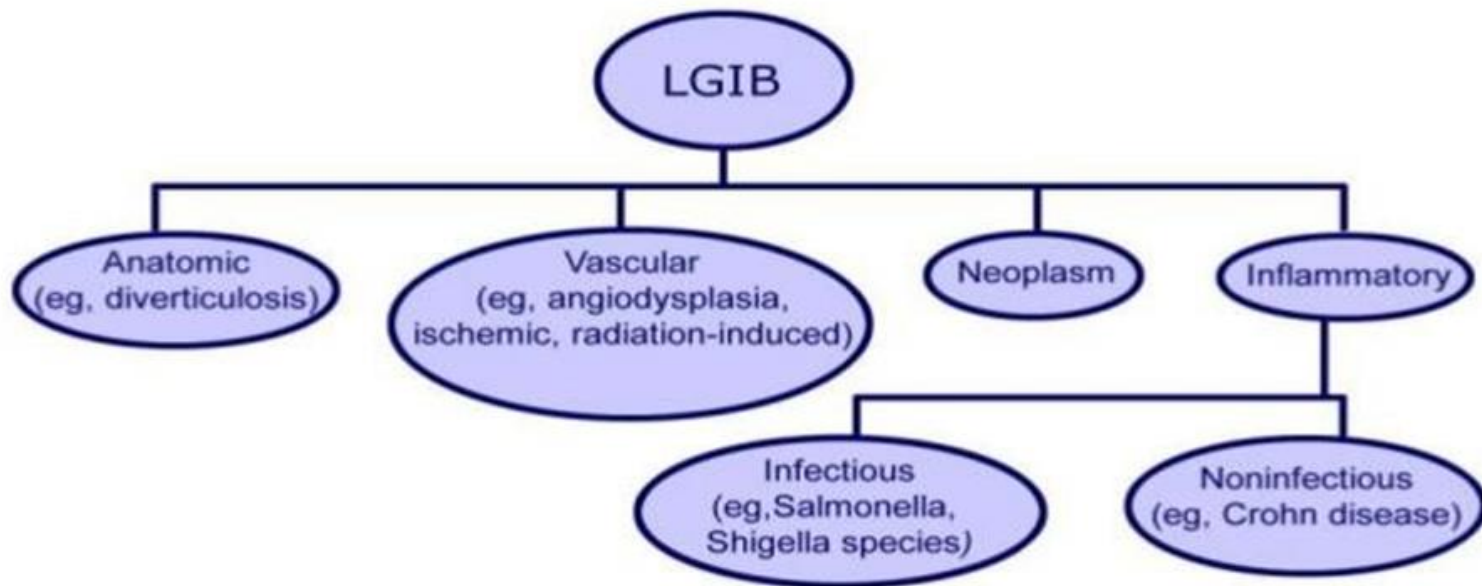 LGIB
Anatomic
(eg, diverticulosis)
Vascular
(eg, angiodysplasia,
ischemic, radiation-induced)
Neoplasm
Inflammatory
Infectious
(eg,Salmonella,
Shigella species)
Noninfectious
(eg, Crohn disease)